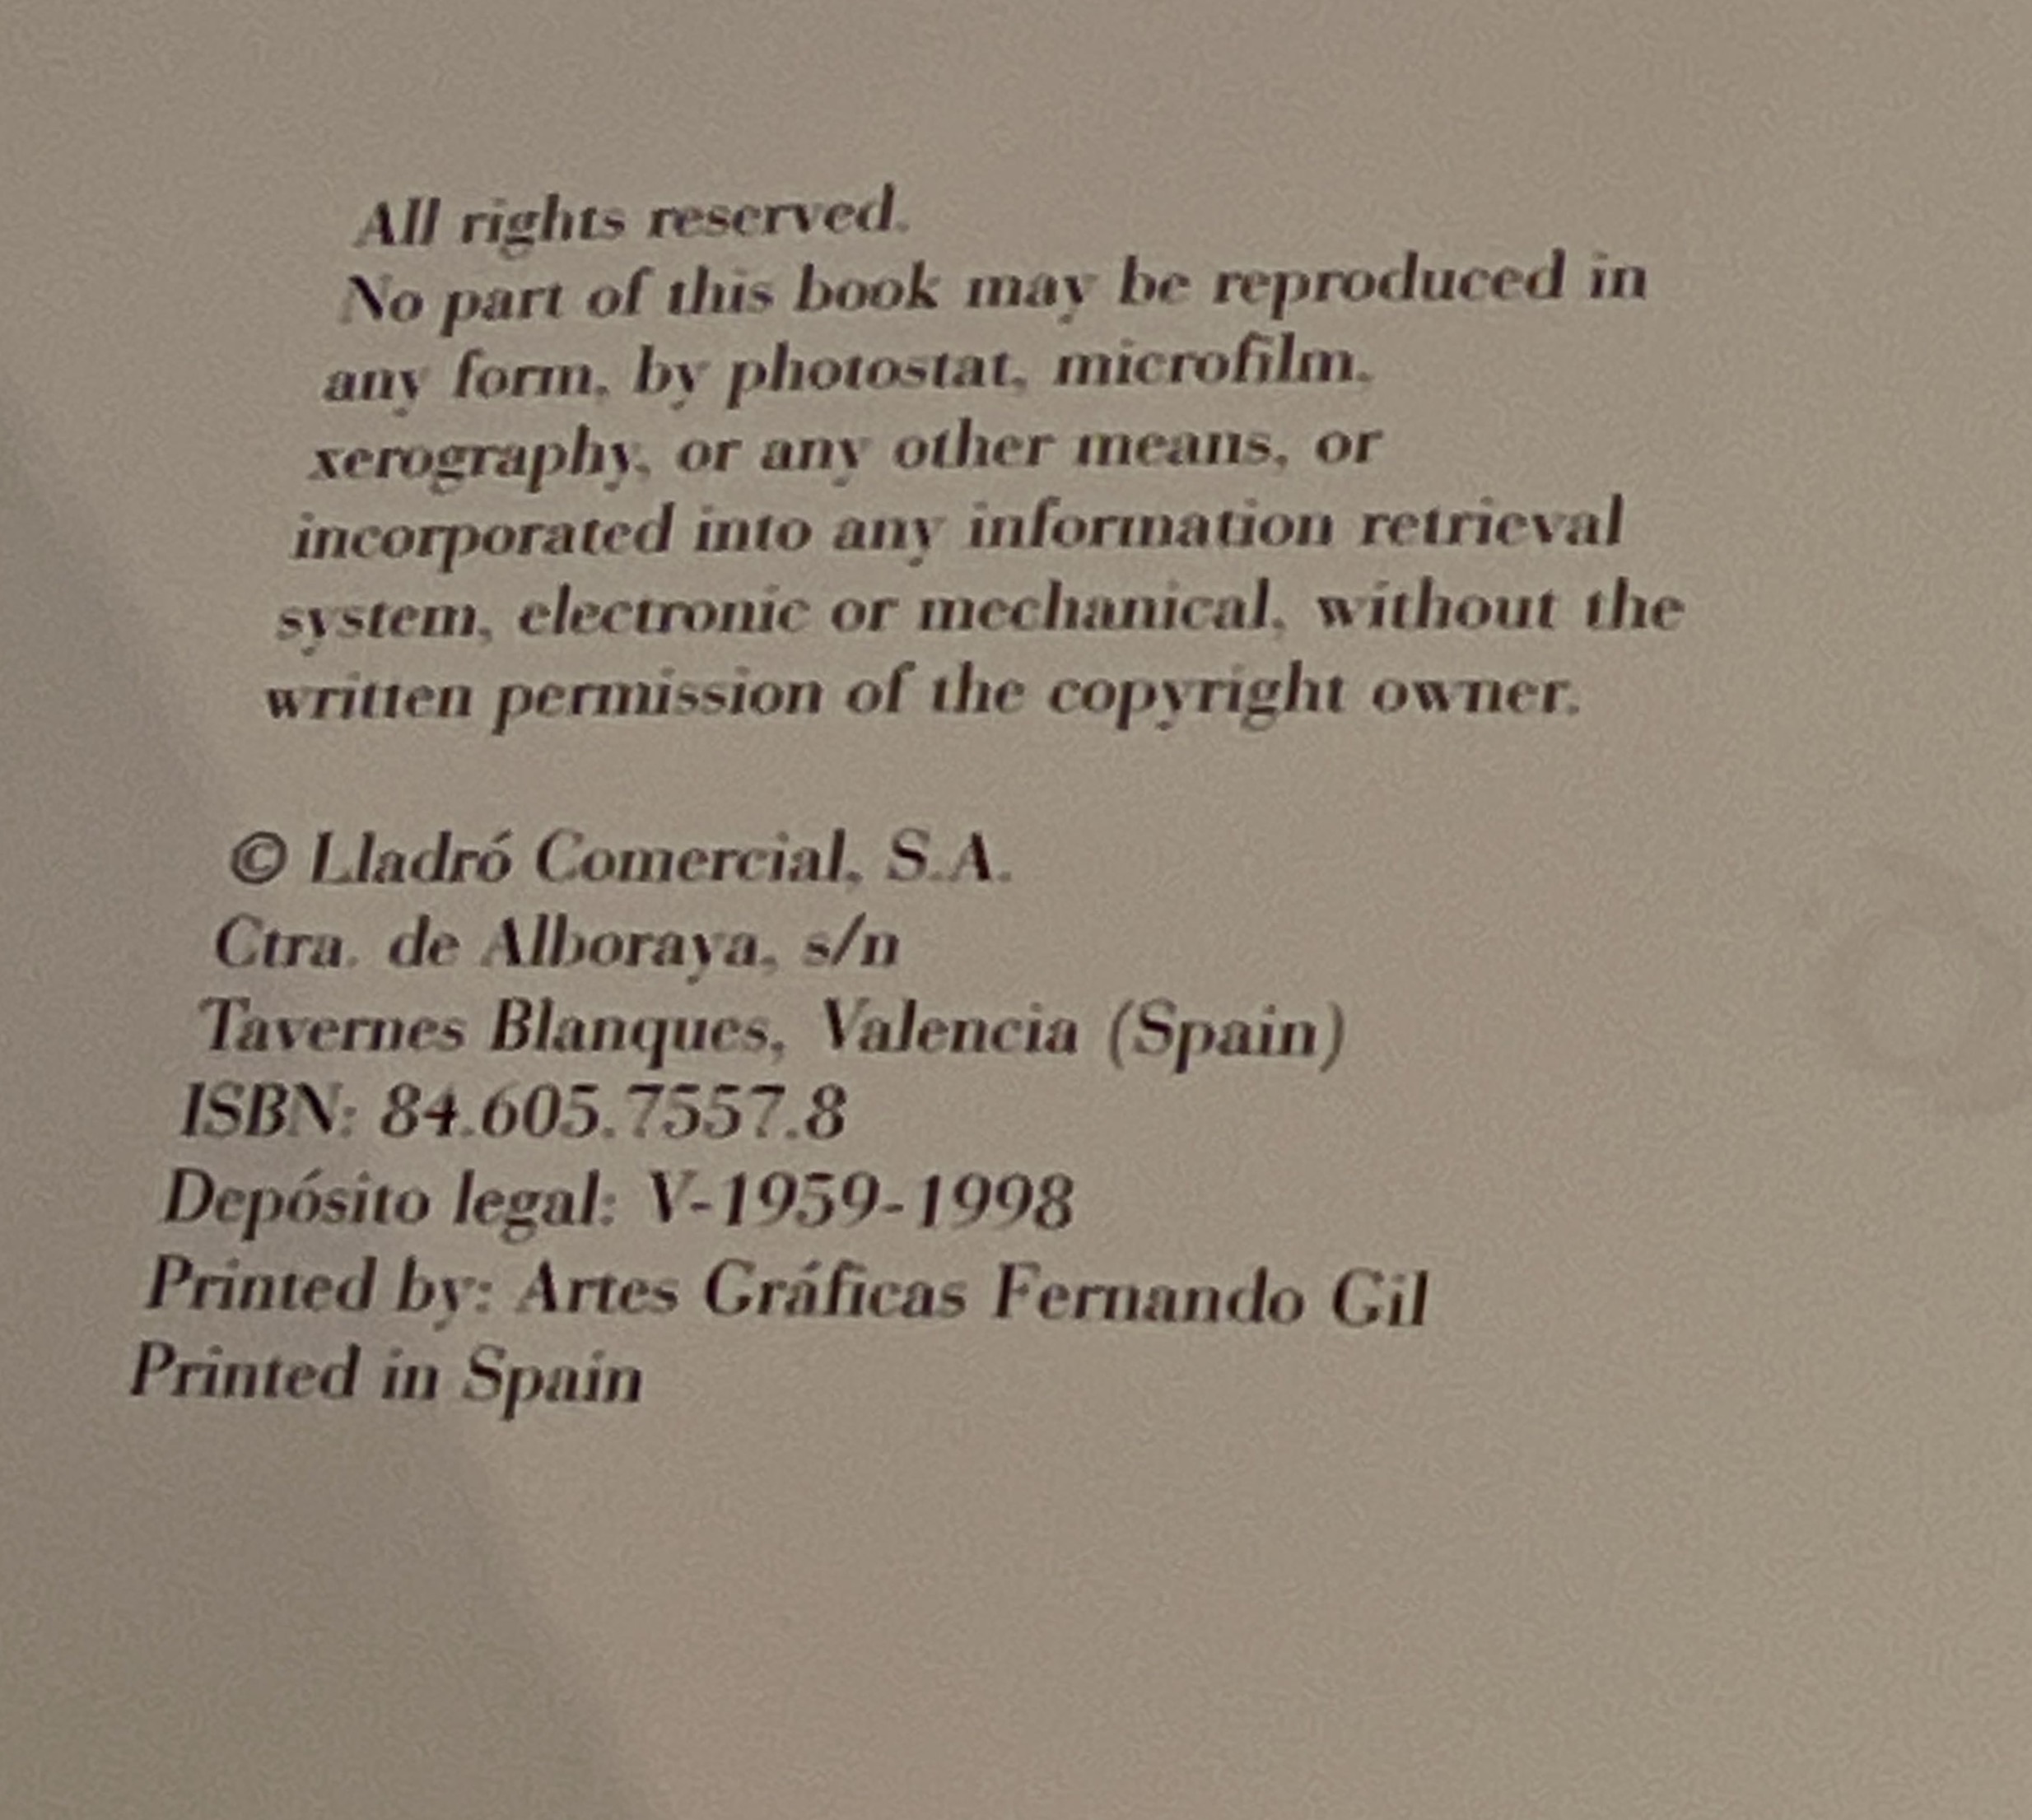 All rights reserved.
No part of this book may be reproduced in
any form, by photostat, microfilm,
xerography, or any other means, or
incorporated into any information retrieval
system, electronic or mechanical, without the
written permission of the copyright owner.
© Lladró Comercial, S.A.
Ctra. de Alboraya, s/n
Tavernes Blanques, Valencia (Spain)
ISBN: 84.605.7557.8
Depósito legal: V-1959-1998
Printed by: Artes Gráficas Fernando Gil
Printed in Spain